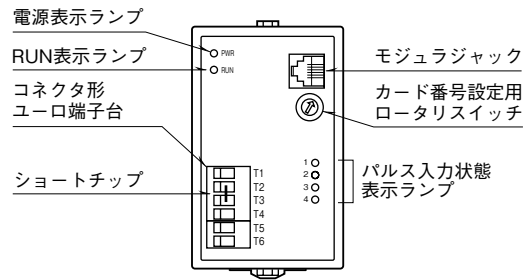 電源表示ランプ
RUN表示ランプ
コネクタ形
ユーロ端子台
ショートチップ
PWR
RUN
T1
T2
T3
T4
T5
T6
1
2
3
4
モジュラジャック
カード番号設定用
ロータリスイッチ
パルス入力状態
表示ランプ